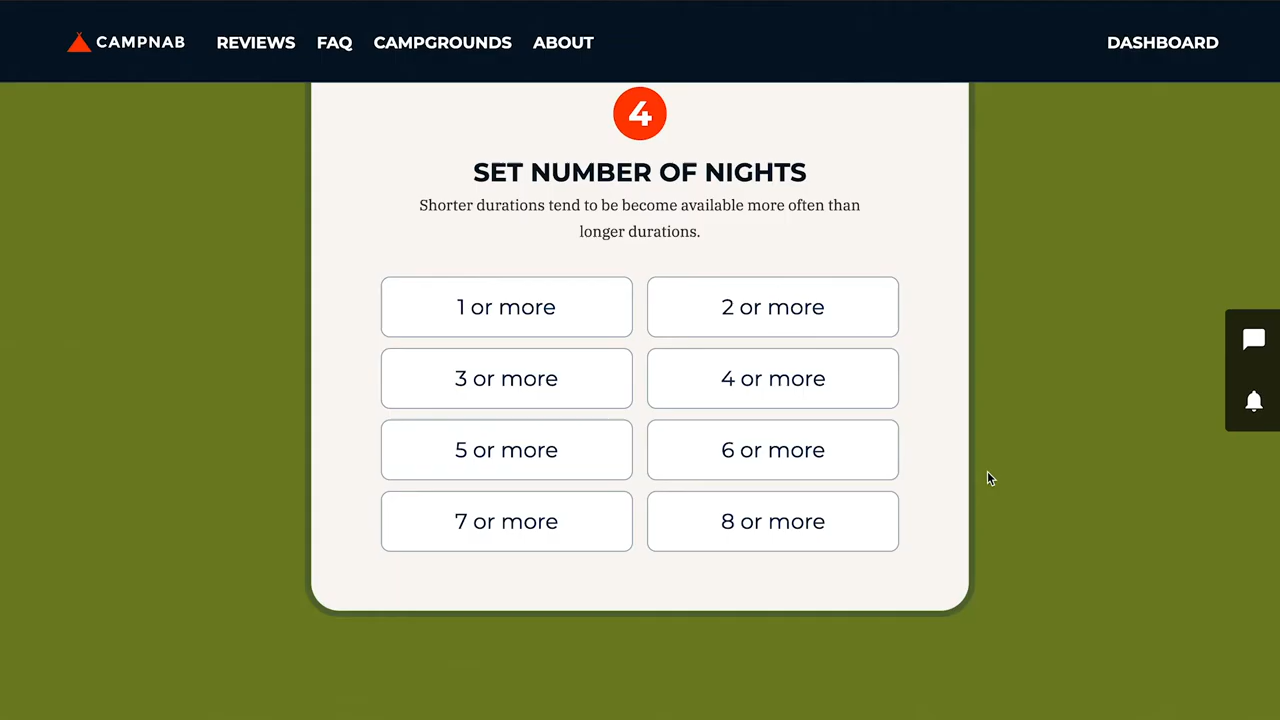 CAMPNAB REVIEWS FAQ CAMPGROUNDS ABOUT DASHBOARD
4
SET NUMBER OF NIGHTS
Shorter durations tend to be become available more often than
longer durations.
1 or more
2 or more
3 or more
4 or more
5 or more
6 or more
7 or more
8 or more